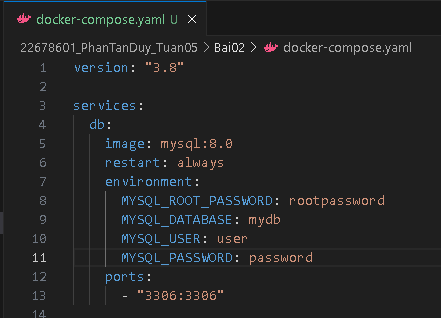 docker-compose.yaml U
22678601_PhanTanDuy_Tuan05 > Bai02 > docker-compose.yaml
1 version: "3.8"
2
3 services:
4 db:
5 image: mysql:8.0
6 restart: always
7 environment:
8 MYSQL_ROOT_PASSWORD: rootpassword
9 MYSQL_DATABASE: mydb
10 MYSQL_USER: user
11 MYSQL_PASSWORD: password
12 ports:
13 - "3306:3306"
14